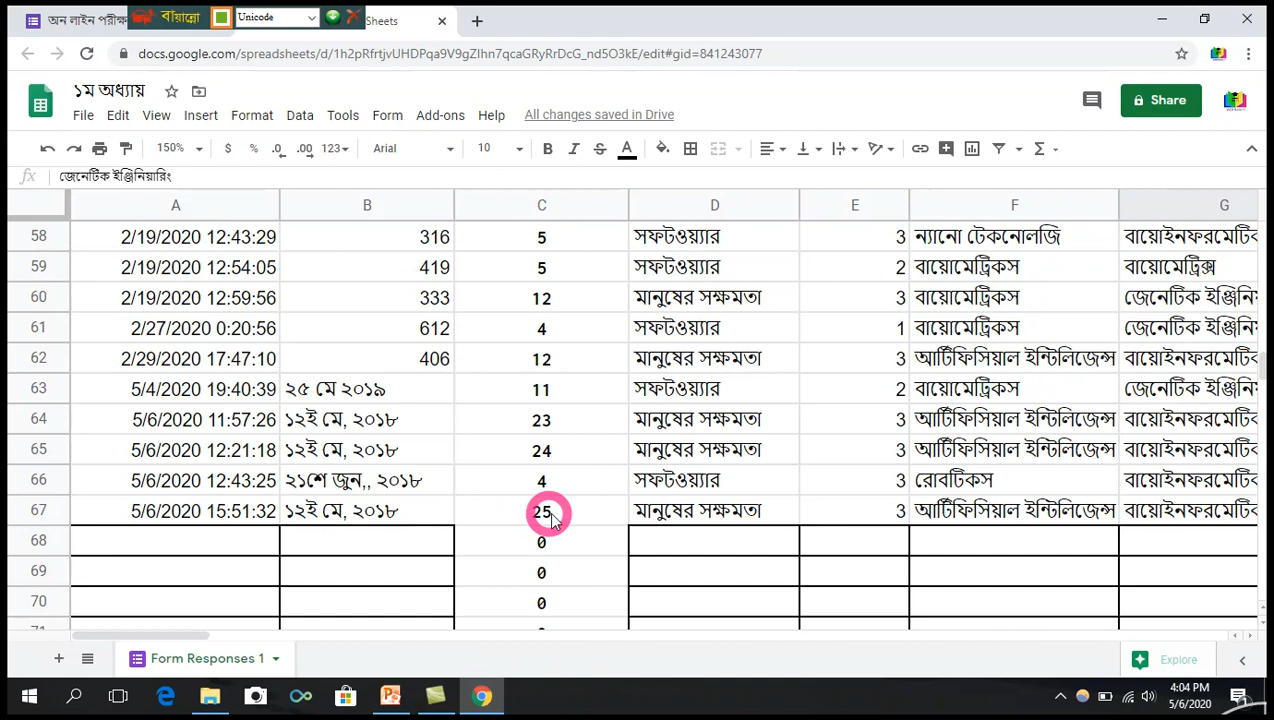 অন লাইন পরীক্ষ
বায়ান্নো
Unicode
Sheets
docs.google.com/spreadsheets/d/1h2pRfrtjvUHDPqa9V9gZIhn7qcaGRyRrDcG_nd5O3kE/edit#gid=841243077
১ম অধ্যায়
File Edit View Insert Format Data Tools Form Add-ons Help All changes saved in Drive
Share
150% $ % .0 .00 123 Arial 10 B I S A Σ
fx জেনেটিক ইঞ্জিনিয়ারিং
A B C D E F G
58 2/19/2020 12:43:29 316 5 সফটওয়্যার 3 ন্যানো টেকনোলজি বায়োইনফরমেটিক
59 2/19/2020 12:54:05 419 5 সফটওয়্যার 2 বায়োমেট্রিকস বায়োমেট্রিক্স
60 2/19/2020 12:59:56 333 12 মানুষের সক্ষমতা 3 বায়োমেট্রিকস জেনেটিক ইঞ্জিনি
61 2/27/2020 0:20:56 612 4 সফটওয়্যার 1 বায়োমেট্রিকস জেনেটিক ইঞ্জিনি
62 2/29/2020 17:47:10 406 12 মানুষের সক্ষমতা 3 আর্টিফিসিয়াল ইন্টিলিজেন্স বায়োইনফরমেটিক
63 5/4/2020 19:40:39 ২৫ মে ২০১৯ 11 সফটওয়্যার 2 বায়োমেট্রিকস জেনেটিক ইঞ্জিনি
64 5/6/2020 11:57:26 ১২ই মে, ২০১৮ 23 মানুষের সক্ষমতা 3 আর্টিফিসিয়াল ইন্টিলিজেন্স বায়োইনফরমেটিক
65 5/6/2020 12:21:18 ১২ই মে, ২০১৮ 24 মানুষের সক্ষমতা 3 আর্টিফিসিয়াল ইন্টিলিজেন্স বায়োইনফরমেটিক
66 5/6/2020 12:43:25 ২১শে জুন,, ২০১৮ 4 সফটওয়্যার 3 রোবটিকস বায়োইনফরমেটিক
67 5/6/2020 15:51:32 ১২ই মে, ২০১৮ 25 মানুষের সক্ষমতা 3 আর্টিফিসিয়াল ইন্টিলিজেন্স বায়োইনফরমেটিক
68 0
69 0
70 0
Form Responses 1
Explore
4:04 PM
5/6/2020